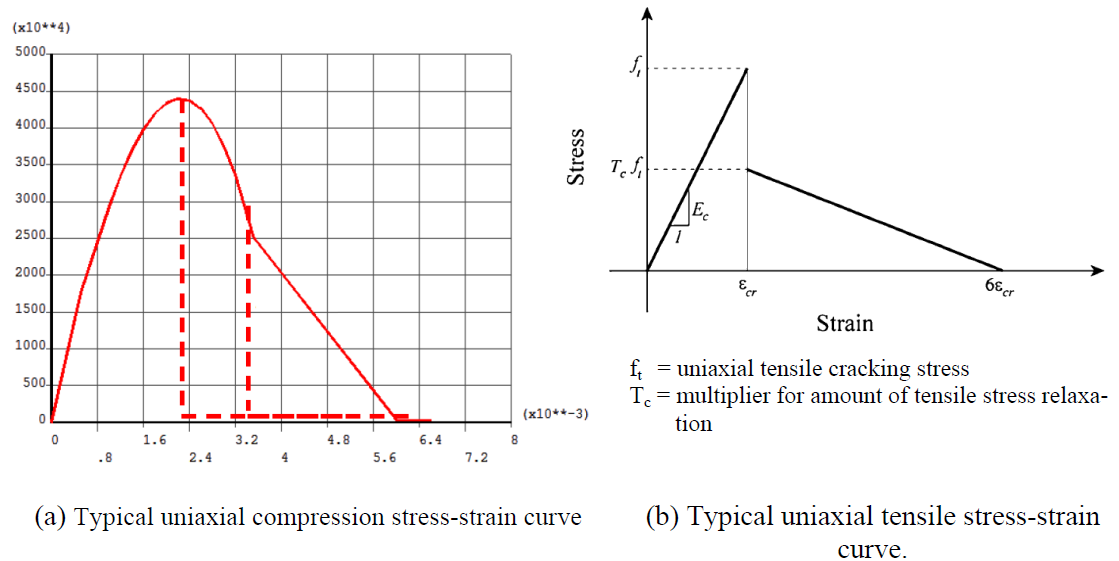 (x10**4)
5000
4500
4000
3500
3000
2500
2000
1500
1000
500
0
0
1.6
3.2
4.8
6.4
8
.8
2.4
4
5.6
7.2
(x10**-3)
(a) Typical uniaxial compression stress-strain curve
Stress
fₜ
T_c fₜ
E_c
1
ε_cr
6ε_cr
Strain
fₜ = uniaxial tensile cracking stress
T_c = multiplier for amount of tensile stress relaxa-
tion
(b) Typical uniaxial tensile stress-strain
curve.